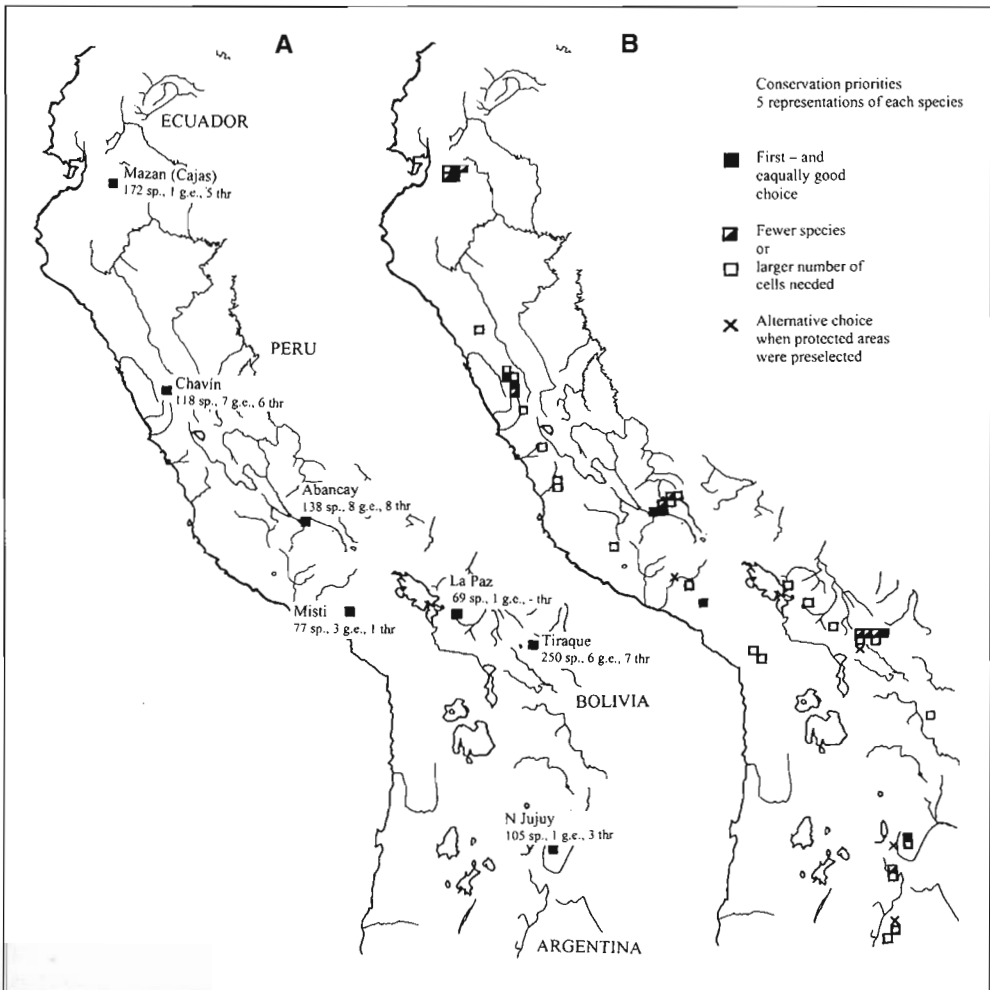 A
B
ECUADOR
Mazan (Cajas)
172 sp., 1 g.e., 5 thr
PERU
Chavín
118 sp., 7 g.e., 6 thr
Abancay
138 sp., 8 g.e., 8 thr
La Paz
69 sp., 1 g.e., - thr
Misti
77 sp., 3 g.e., 1 thr
Tiraque
250 sp., 6 g.e., 7 thr
BOLIVIA
N Jujuy
105 sp., 1 g.e., 3 thr
ARGENTINA
Conservation priorities
5 representations of each species
First – and
caqually good
choice
Fewer species
or
larger number of
cells needed
Alternative choice
when protected areas
were preselected